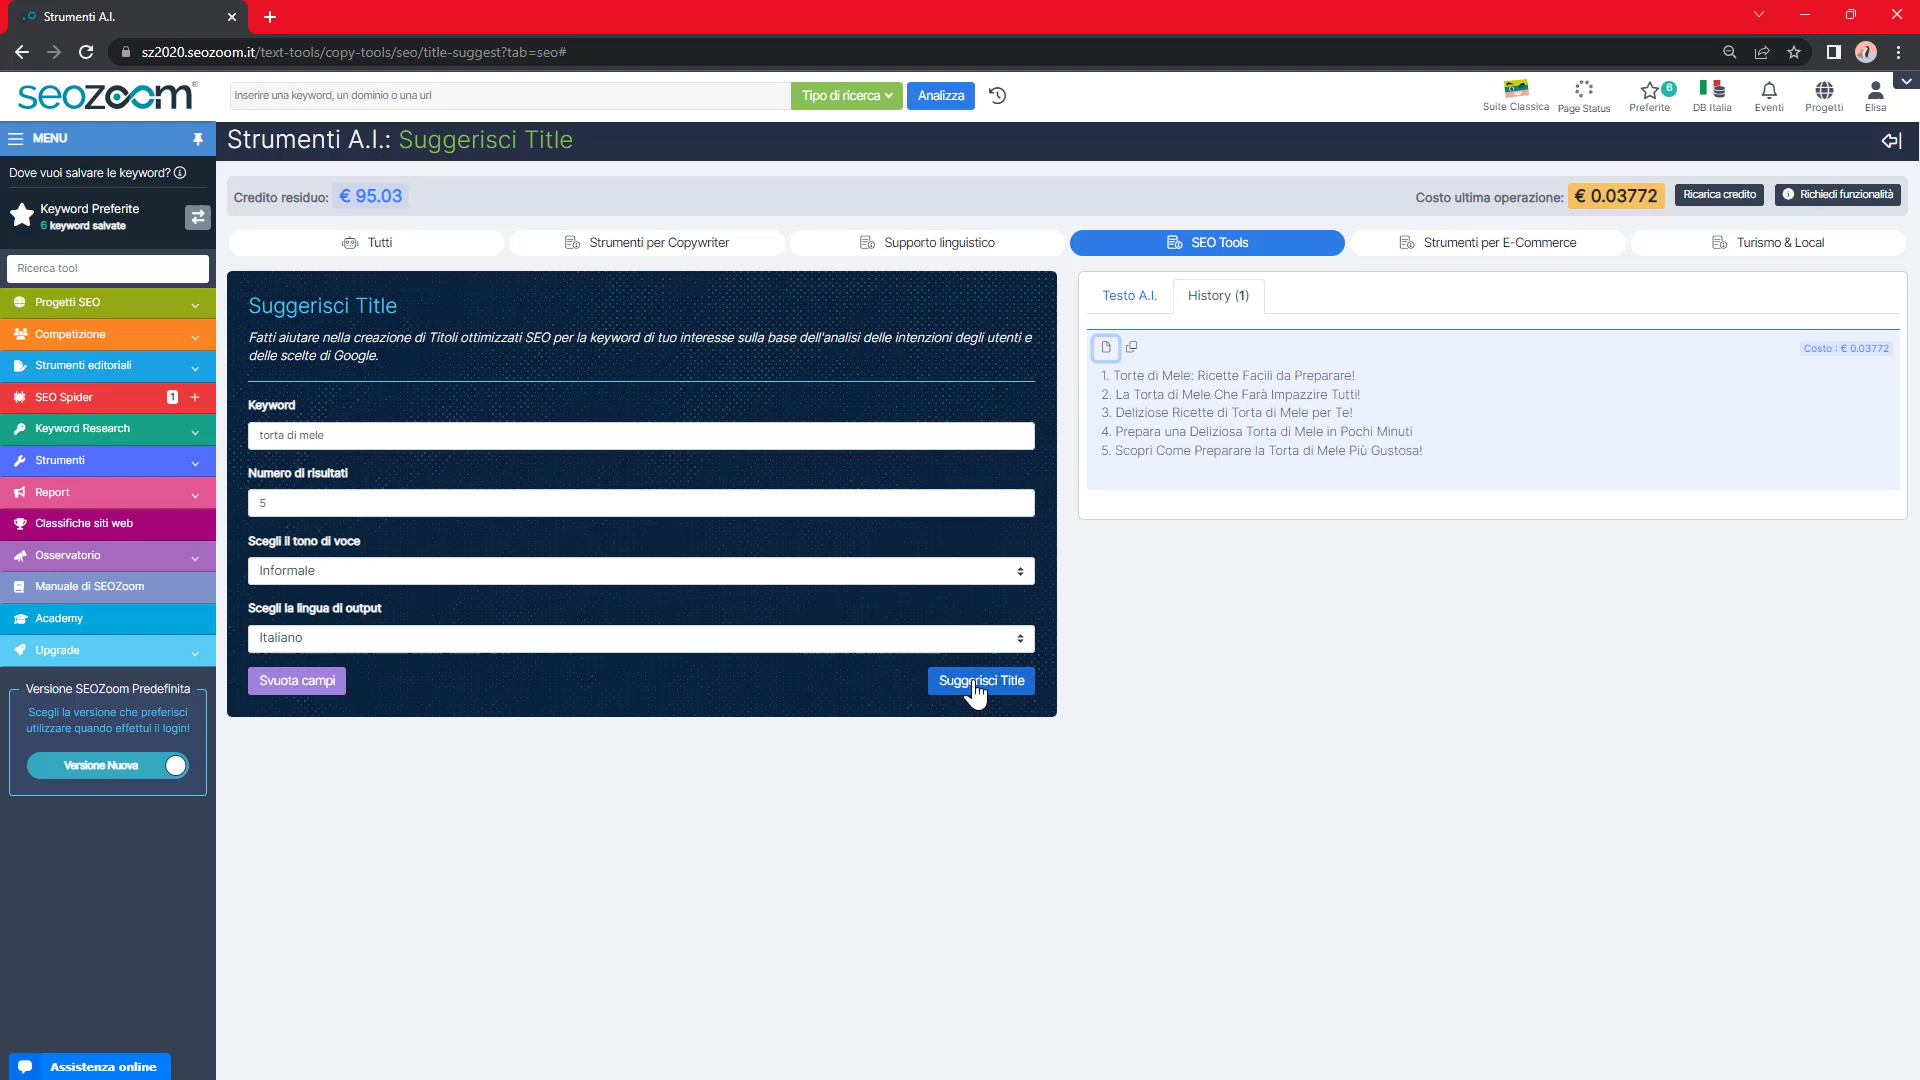 Strumenti A.I.
sz2020.seozoom.it/text-tools/copy-tools/seo/title-suggest?tab=seo#
seozoom
Inserire una keyword, un dominio o una url
Tipo di ricerca
Analizza
Suite Classica
Page Status
6
Preferite
DB Italia
Eventi
Progetti
Elisa
MENU
Strumenti A.I.: Suggerisci Title
Dove vuoi salvare le keyword?
Keyword Preferite
6 keyword salvate
Credito residuo: € 95.03
Costo ultima operazione: € 0.03772
Ricarica credito
Richiedi funzionalità
Tutti
Strumenti per Copywriter
Supporto linguistico
SEO Tools
Strumenti per E-Commerce
Turismo & Local
Ricerca tool
Progetti SEO
Competizione
Strumenti editoriali
SEO Spider 1 +
Keyword Research
Strumenti
Report
Classifiche siti web
Osservatorio
Manuale di SEOZoom
Academy
Upgrade
Versione SEOZoom Predefinita
Scegli la versione che preferisci
utilizzare quando effettui il login!
Versione Nuova
Assistenza online
Suggerisci Title
Fatti aiutare nella creazione di Titoli ottimizzati SEO per la keyword di tuo interesse sulla base dell'analisi delle intenzioni degli utenti e
delle scelte di Google.
Keyword
torta di mele
Numero di risultati
5
Scegli il tono di voce
Informale
Scegli la lingua di output
Italiano
Svuota campi
Suggerisci Title
Testo A.I.
History (1)
Costo : € 0.03772
1. Torte di Mele: Ricette Facili da Preparare!
2. La Torta di Mele Che Farà Impazzire Tutti!
3. Deliziose Ricette di Torta di Mele per Te!
4. Prepara una Deliziosa Torta di Mele in Pochi Minuti
5. Scopri Come Preparare la Torta di Mele Più Gustosa!